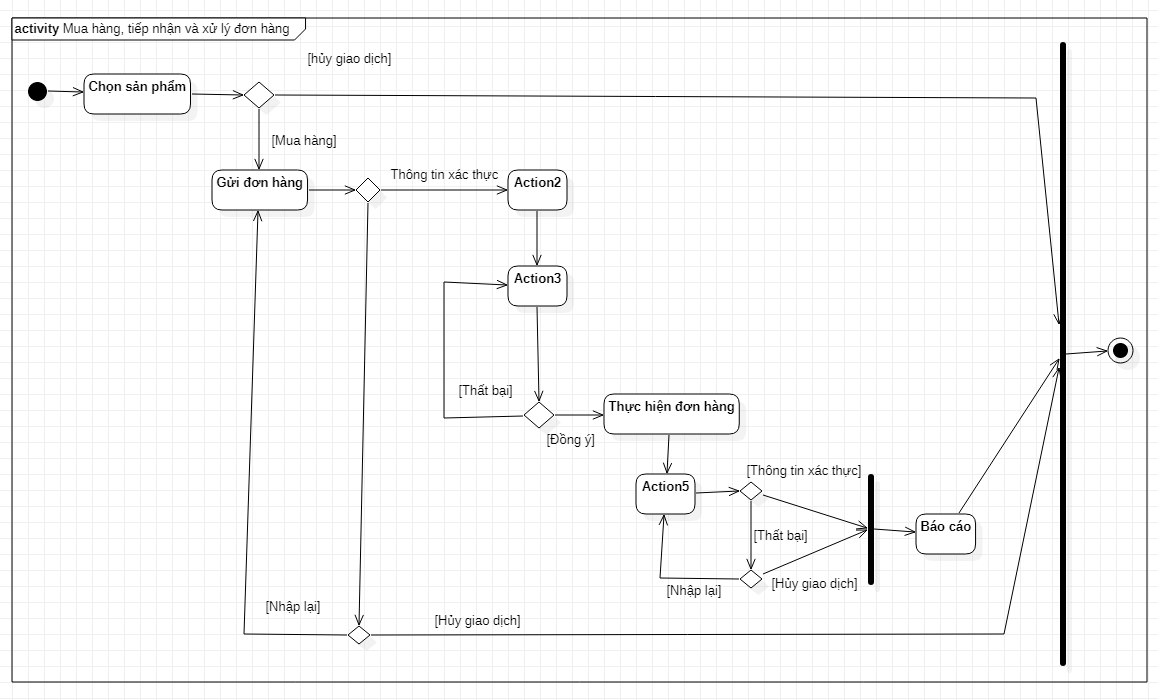 activity Mua hàng, tiếp nhận và xử lý đơn hàng
[hủy giao dịch]
Chọn sản phẩm
[Mua hàng]
Gửi đơn hàng
Thông tin xác thực
Action2
Action3
[Thất bại]
Thực hiện đơn hàng
[Đồng ý]
[Thông tin xác thực]
Action5
Báo cáo
[Thất bại]
[Nhập lại]
[Hủy giao dịch]
[Nhập lại]
[Hủy giao dịch]